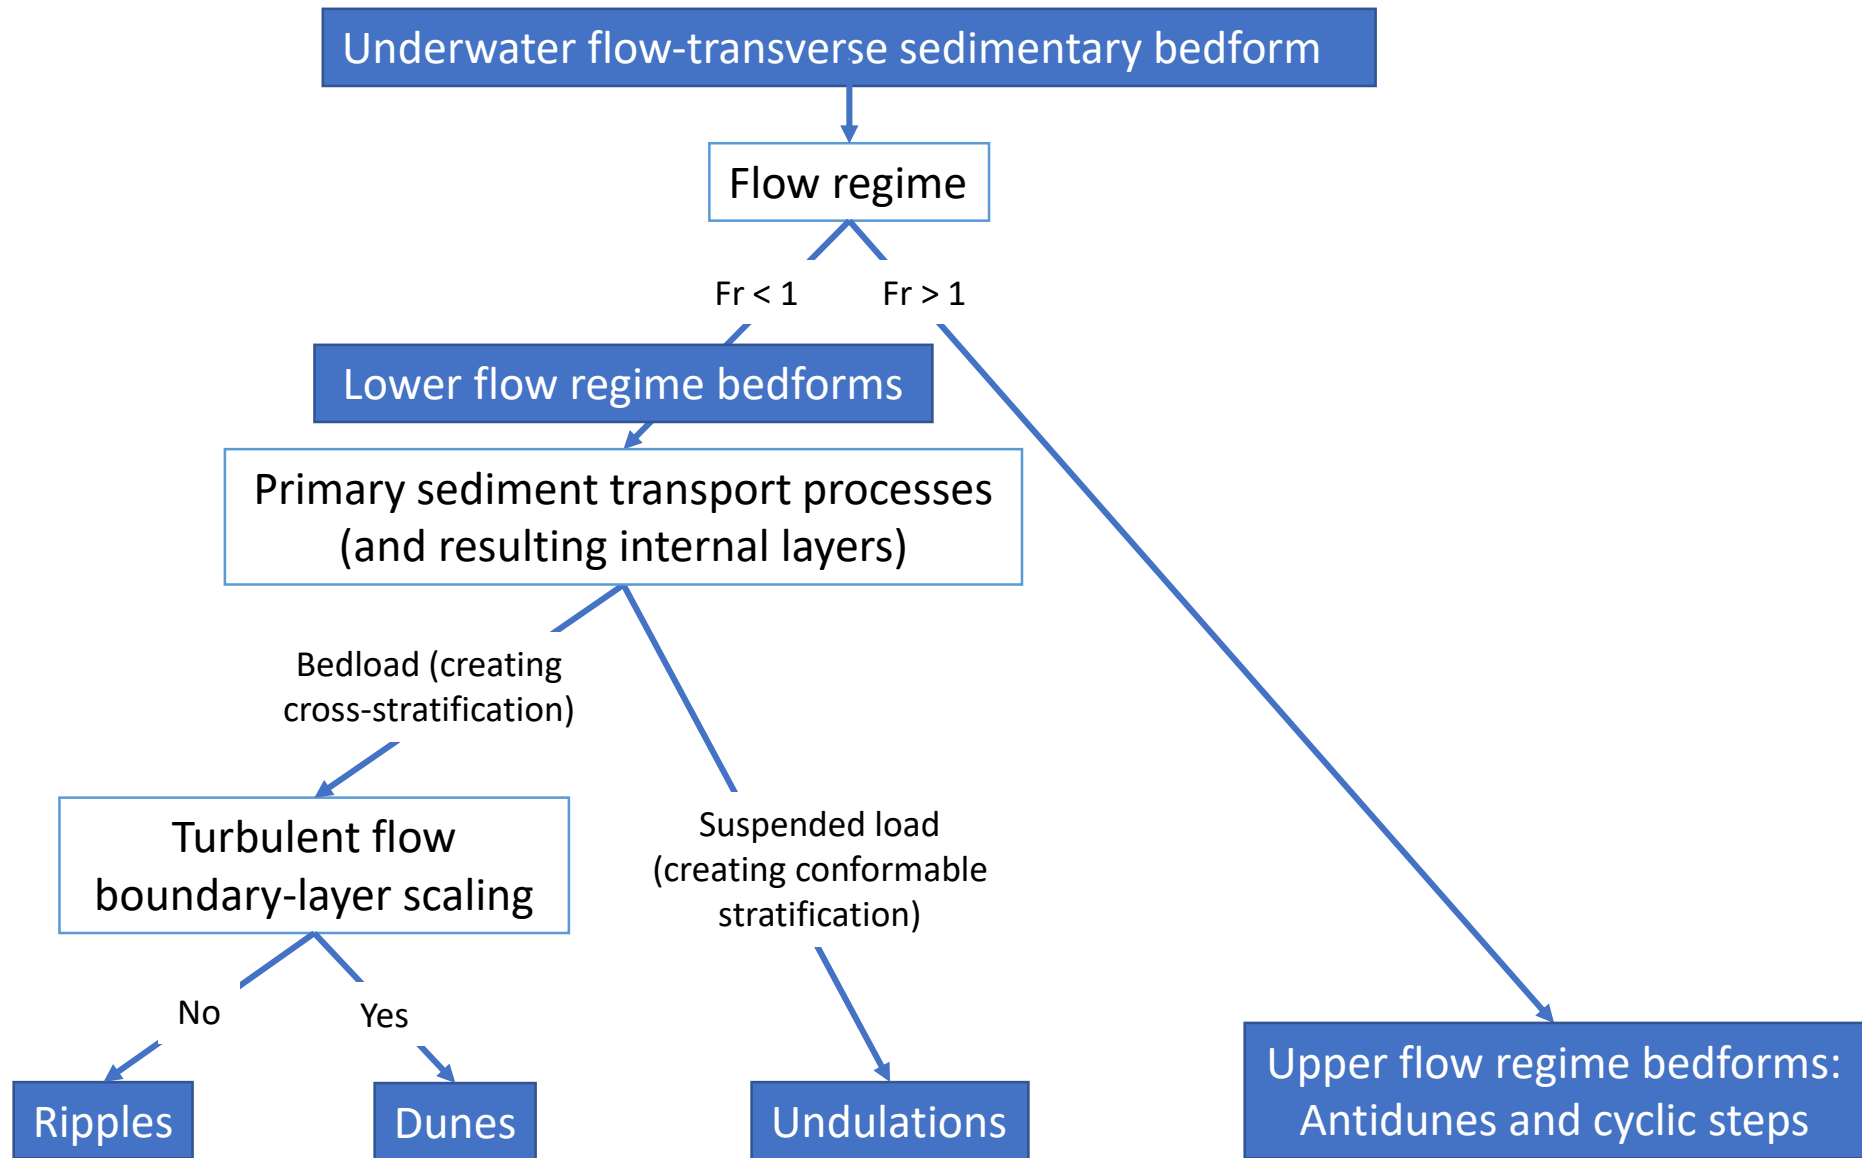 Underwater flow-transverse sedimentary bedform
Flow regime
Fr < 1
Fr > 1
Lower flow regime bedforms
Primary sediment transport processes
(and resulting internal layers)
Bedload (creating
cross-stratification)
Suspended load
(creating conformable
stratification)
Turbulent flow
boundary-layer scaling
No
Yes
Ripples
Dunes
Undulations
Upper flow regime bedforms:
Antidunes and cyclic steps